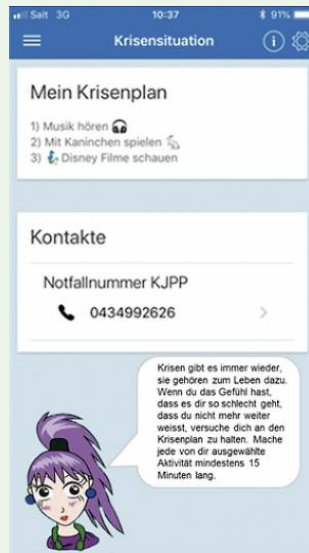 Salt 3G 10:37 91%
Krisensituation
Mein Krisenplan
1) Musik hören 🎧
2) Mit Kaninchen spielen 🐇
3) 🧞‍♂️ Disney Filme schauen
Kontakte
Notfallnummer KJPP
0434992626
Krisen gibt es immer wieder,
sie gehören zum Leben dazu.
Wenn du das Gefühl hast,
dass es dir so schlecht geht,
dass du nicht mehr weiter
weisst, versuche dich an den
Krisenplan zu halten. Mache
jede von dir ausgewählte
Aktivität mindestens 15
Minuten lang.